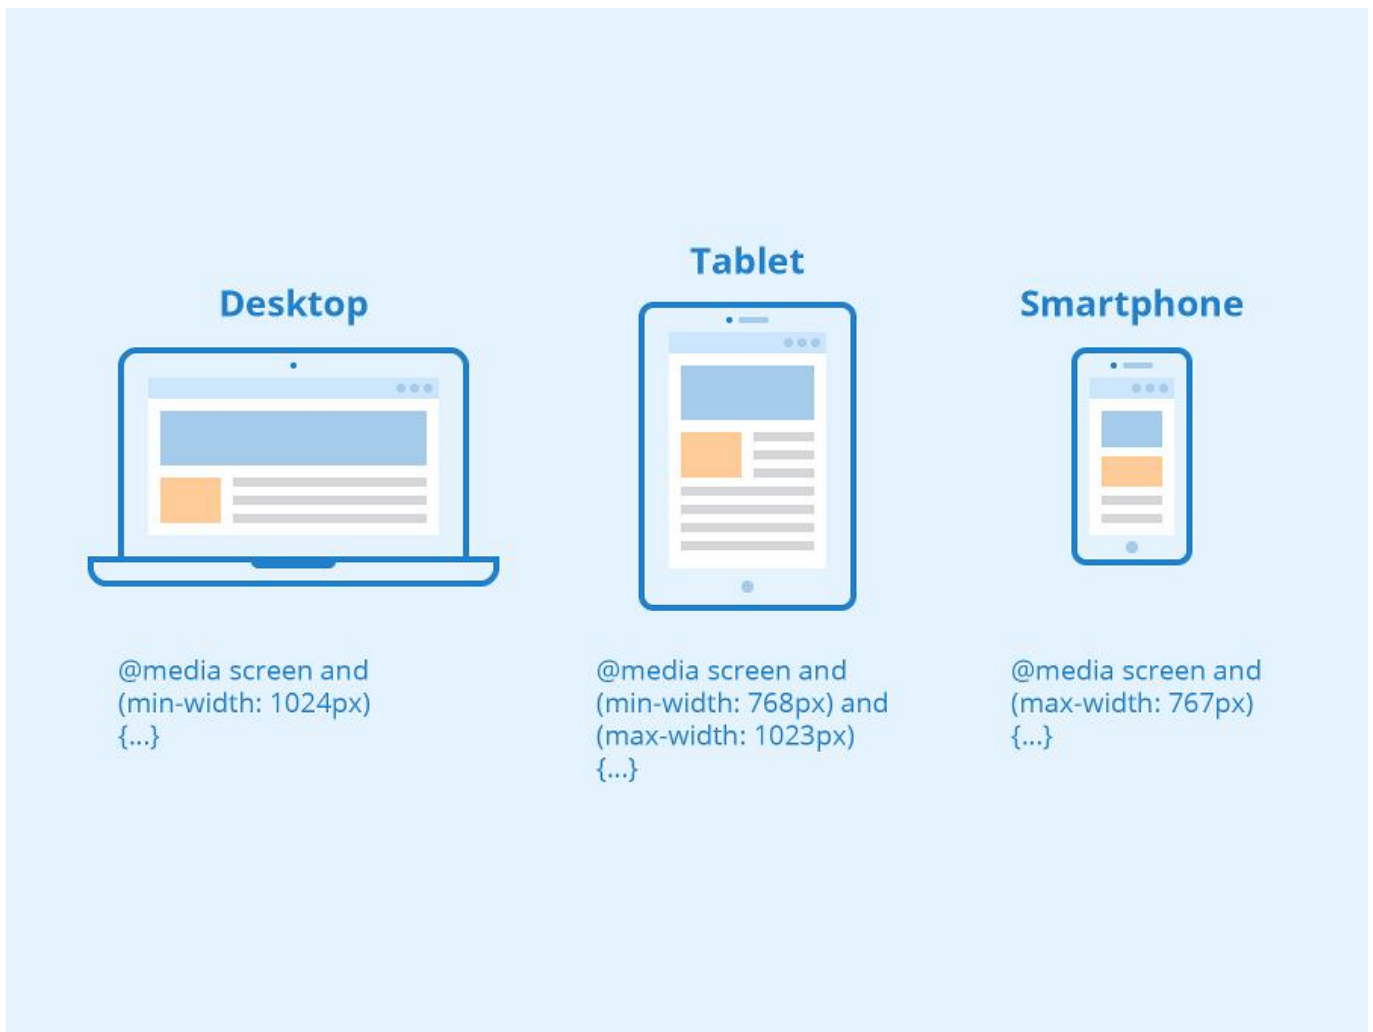 Desktop
@media screen and
(min-width: 1024px)
{...}
Tablet
@media screen and
(min-width: 768px) and
(max-width: 1023px)
{...}
Smartphone
@media screen and
(max-width: 767px)
{...}